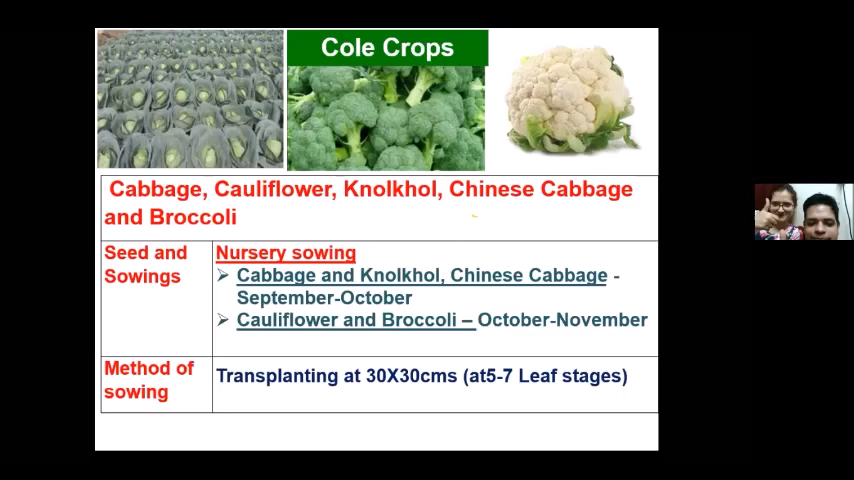 Cole Crops
Cabbage, Cauliflower, Knolkhol, Chinese Cabbage
and Broccoli
Seed and
Sowings
Nursery sowing
➢ Cabbage and Knolkhol, Chinese Cabbage -
September-October
➢ Cauliflower and Broccoli – October-November
Method of
sowing
Transplanting at 30X30cms (at5-7 Leaf stages)